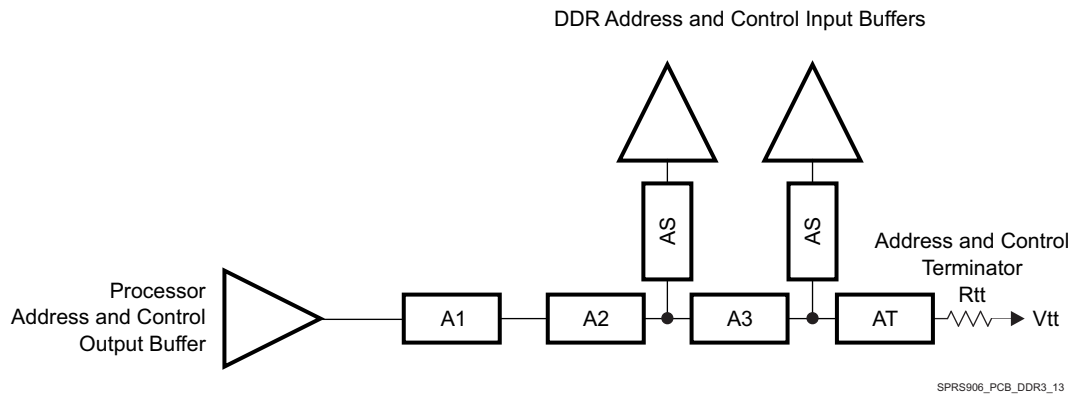 DDR Address and Control Input Buffers
AS
AS
Processor
Address and Control
Output Buffer
A1
A2
A3
AT
Address and Control
Terminator
Rtt
Vtt
SPRS906_PCB_DDR3_13